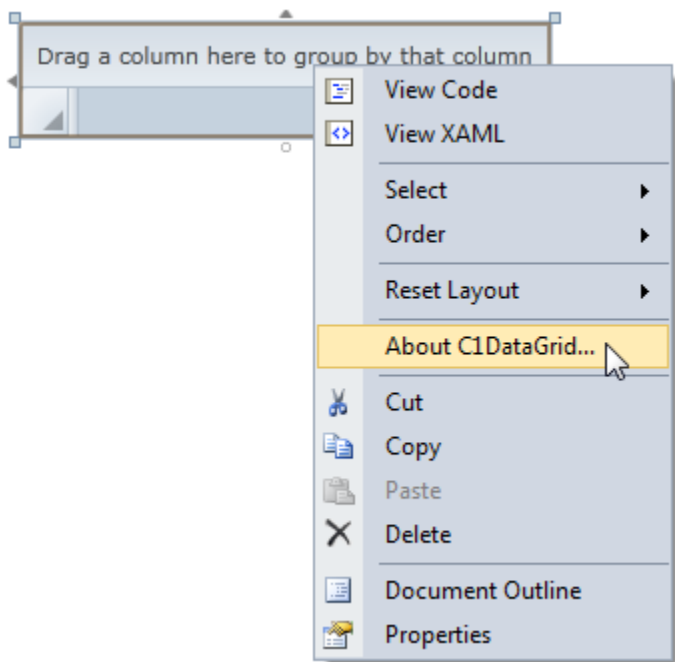 Drag a column here to group by that column
View Code
View XAML
Select
Order
Reset Layout
About C1DataGrid...
Cut
Copy
Paste
Delete
Document Outline
Properties